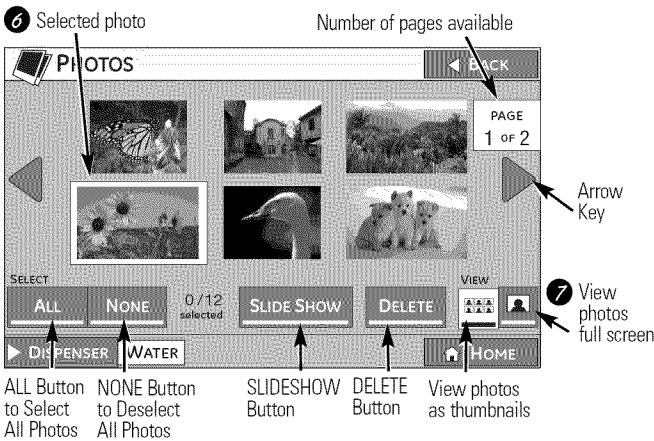 6 Selected photo
Number of pages available
PHOTOS
BACK
PAGE
1 OF 2
Arrow
Key
SELECT
ALL
NONE
0/12
selected
SLIDE SHOW
DELETE
VIEW
7 View
photos
full screen
DISPENSER
WATER
HOME
ALL Button
to Select
All Photos
NONE Button
to Deselect
All Photos
SLIDESHOW
Button
DELETE
Button
View photos
as thumbnails